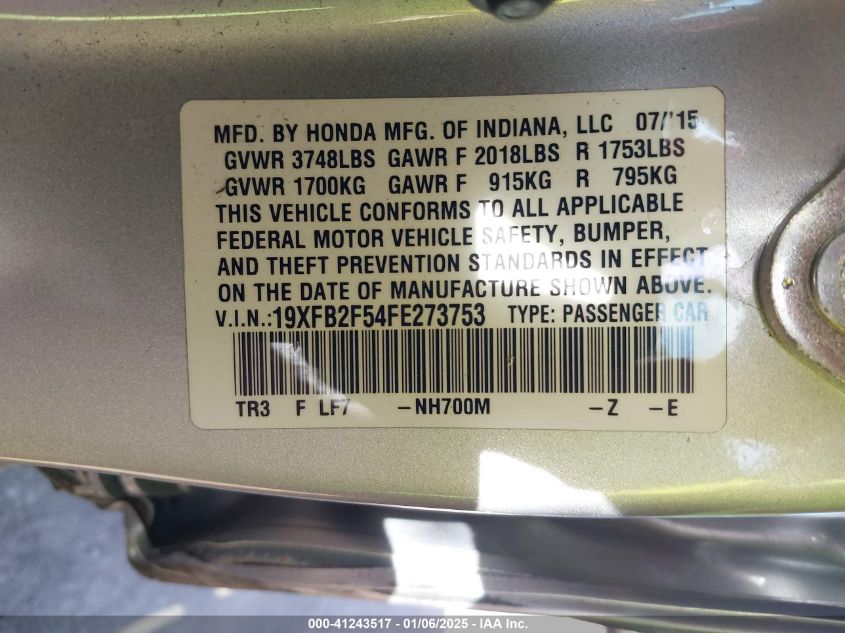 MFD. BY HONDA MFG. OF INDIANA, LLC 07/'15
GVWR 3748LBS GAWR F 2018LBS R 1753LBS
GVWR 1700KG GAWR F 915KG R 795KG
THIS VEHICLE CONFORMS TO ALL APPLICABLE
FEDERAL MOTOR VEHICLE SAFETY, BUMPER,
AND THEFT PREVENTION STANDARDS IN EFFECT
ON THE DATE OF MANUFACTURE SHOWN ABOVE.
V.I.N.:19XFB2F54FE273753 TYPE: PASSENGER CAR
TR3 F LF7 -NH700M -Z -E
000-41243517 - 01/06/2025 - IAA Inc.